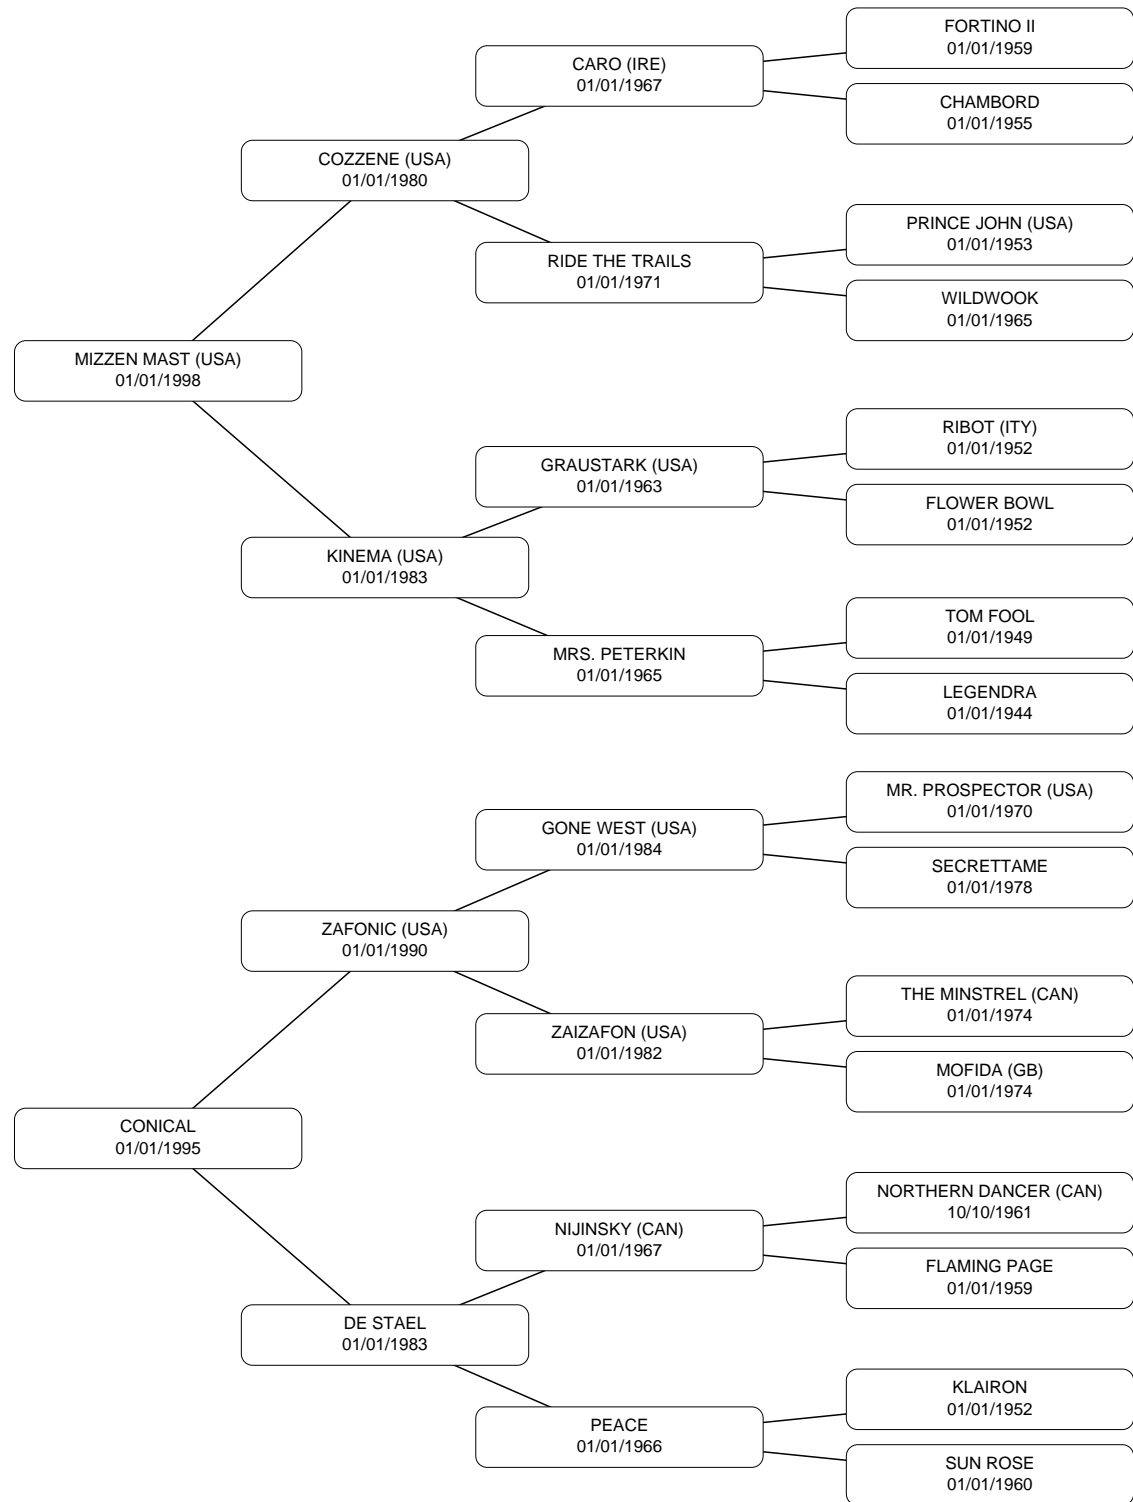 FORTINO II
01/01/1959
CARO (IRE)
01/01/1967
CHAMBORD
01/01/1955
COZZENE (USA)
01/01/1980
PRINCE JOHN (USA)
01/01/1953
RIDE THE TRAILS
01/01/1971
WILDWOOK
01/01/1965
MIZZEN MAST (USA)
01/01/1998
RIBOT (ITY)
01/01/1952
GRAUSTARK (USA)
01/01/1963
FLOWER BOWL
01/01/1952
KINEMA (USA)
01/01/1983
TOM FOOL
01/01/1949
MRS. PETERKIN
01/01/1965
LEGENDRA
01/01/1944
MR. PROSPECTOR (USA)
01/01/1970
GONE WEST (USA)
01/01/1984
SECRETTAME
01/01/1978
ZAFONIC (USA)
01/01/1990
THE MINSTREL (CAN)
01/01/1974
ZAIZAFON (USA)
01/01/1982
MOFIDA (GB)
01/01/1974
CONICAL
01/01/1995
NORTHERN DANCER (CAN)
10/10/1961
NIJINSKY (CAN)
01/01/1967
FLAMING PAGE
01/01/1959
DE STAEL
01/01/1983
KLAIRON
01/01/1952
PEACE
01/01/1966
SUN ROSE
01/01/1960